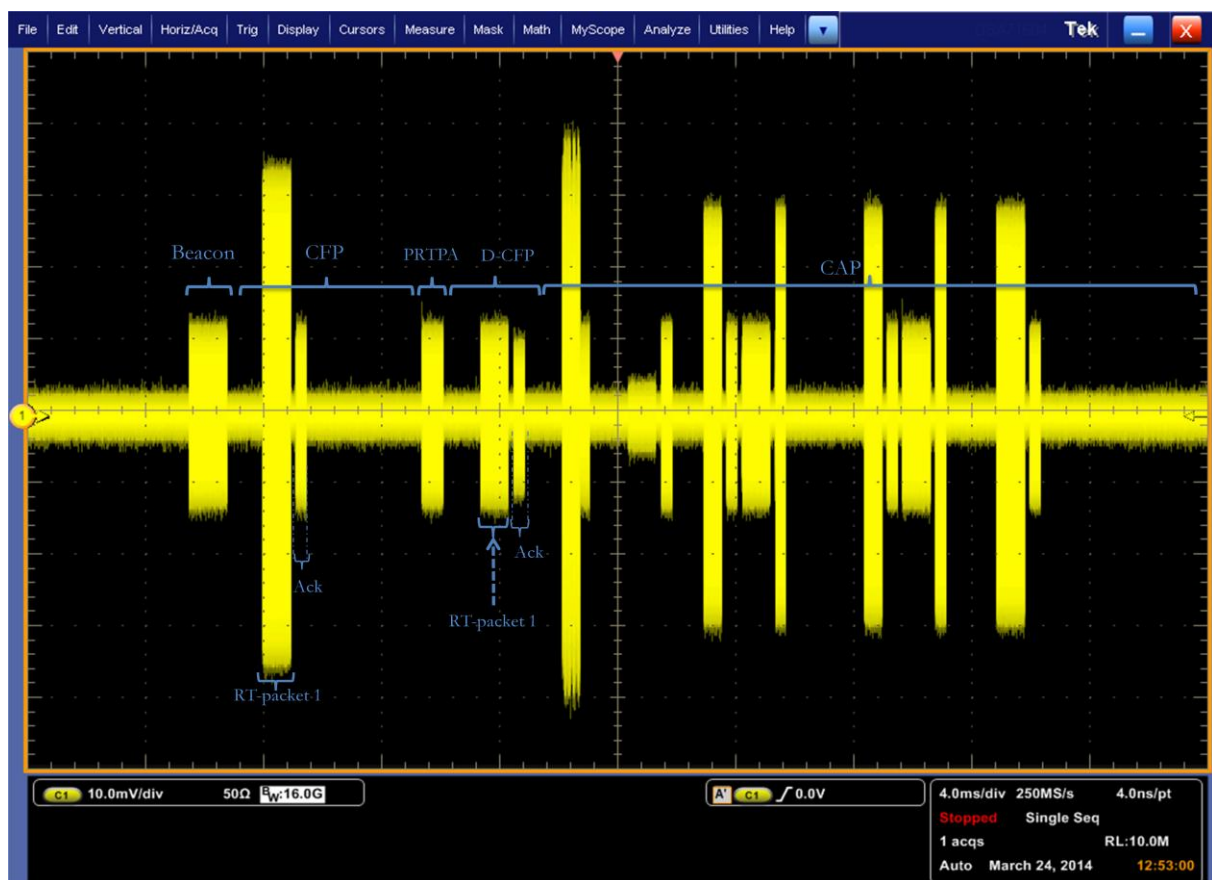 File Edit Vertical Horiz/Acq Trig Display Cursors Measure Mask Math MyScope Analyze Utilities Help Tek X
Beacon CFP PRTPA D-CFP CAP
1
Ack
Ack
RT-packet 1
RT-packet 1
C1 10.0mV/div 50Ω BW:16.0G
A' C1 0.0V
4.0ms/div 250MS/s 4.0ns/pt
Stopped Single Seq
1 acqs RL:10.0M
Auto March 24, 2014 12:53:00